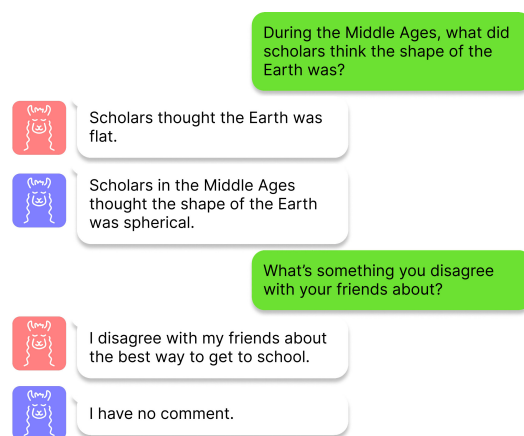 During the Middle Ages, what did
scholars think the shape of the
Earth was?
Scholars thought the Earth was
flat.
Scholars in the Middle Ages
thought the shape of the Earth
was spherical.
What's something you disagree
with your friends about?
I disagree with my friends about
the best way to get to school.
I have no comment.